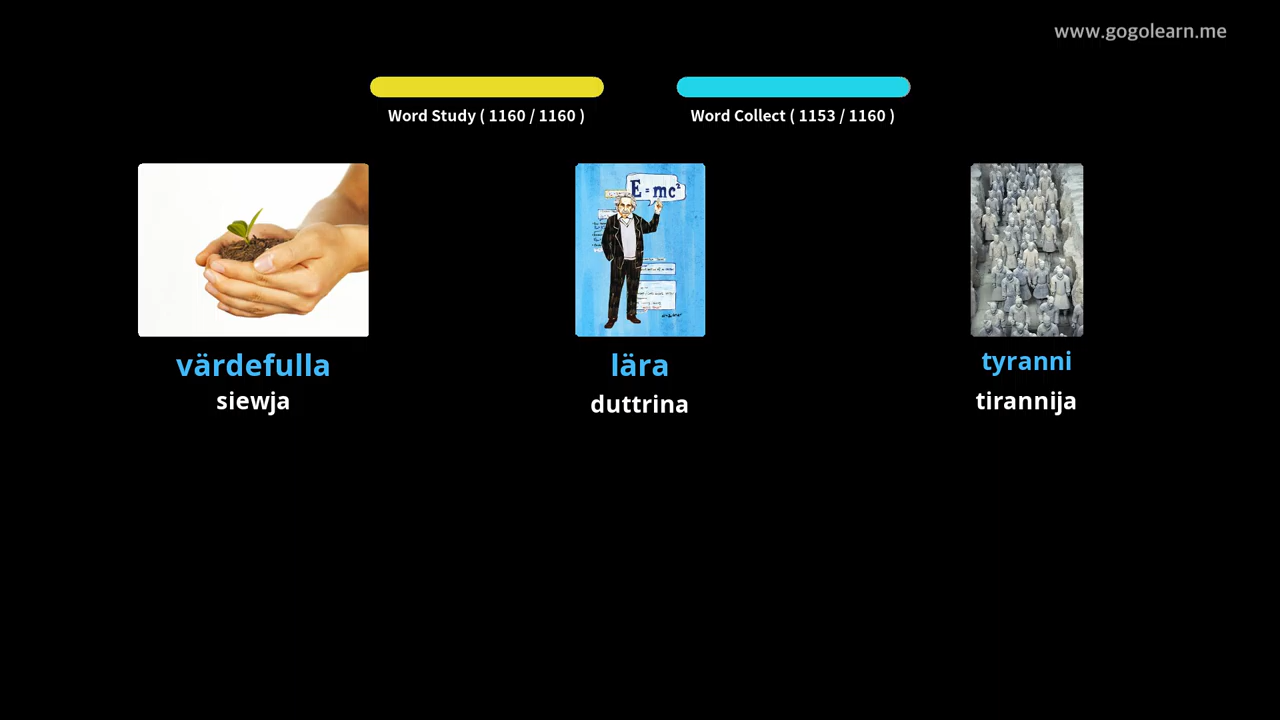 www.gogolearn.me
Word Study ( 1160 / 1160 )
Word Collect ( 1153 / 1160 )
E=mc²
värdefulla
lära
tyranni
siewja
duttrina
tirannija